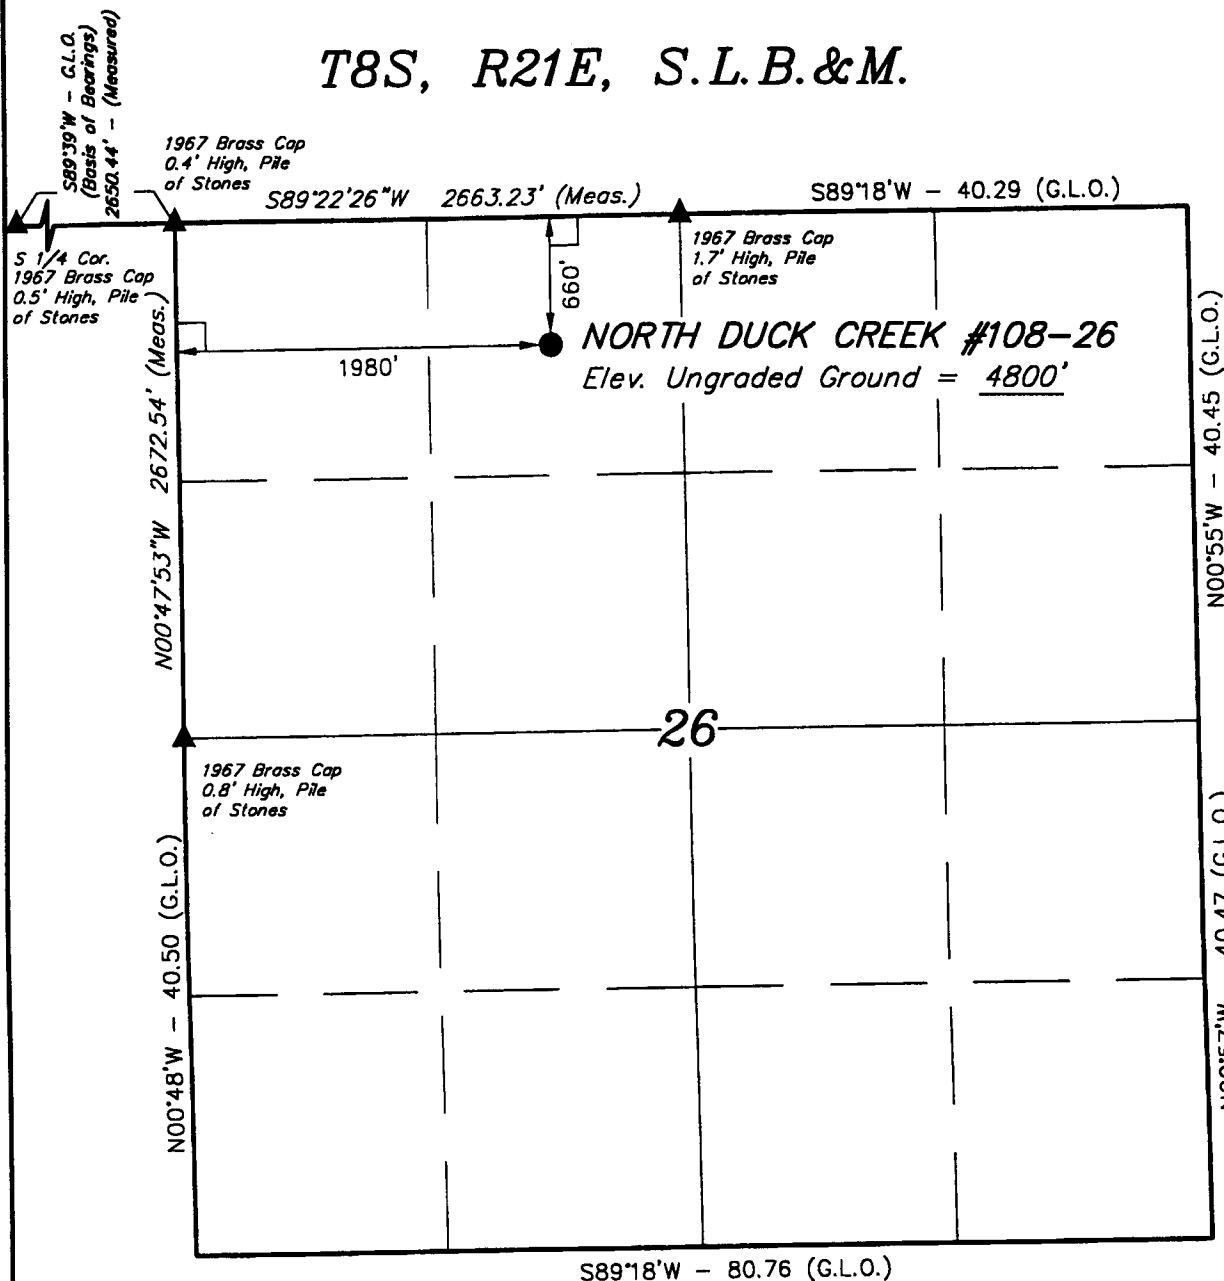 T8S, R21E, S.L.B.&M.
S89°39'W - G.L.O.
(Basis of Bearings)
2650.44' - (Measured)
1967 Brass Cap
0.4' High, Pile
of Stones
S89°22'26"W 2663.23' (Meas.)
S89°18'W - 40.29 (G.L.O.)
S 1/4 Cor.
1967 Brass Cap
0.5' High, Pile
of Stones
1967 Brass Cap
1.7' High, Pile
of Stones
660'
1980'
NORTH DUCK CREEK #108-26
Elev. Ungraded Ground = 4800'
N00°47'53"W 2672.54' (Meas.)
N00°55'W - 40.45 (G.L.O.)
26
1967 Brass Cap
0.8' High, Pile
of Stones
N00°48'W - 40.50 (G.L.O.)
N00°57'W - 40.47 (G.L.O.)
S89°18'W - 80.76 (G.L.O.)